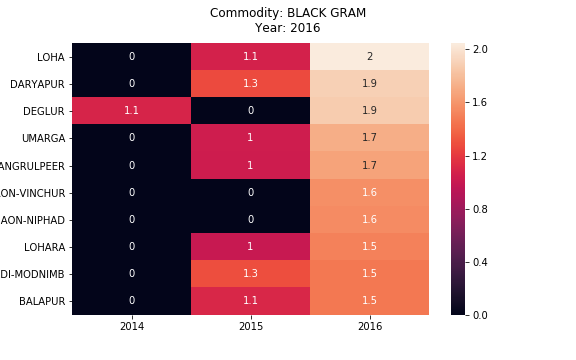 Commodity: BLACK GRAM
Year: 2016
LOHA 0 1.1 2
DARYAPUR 0 1.3 1.9
DEGLUR 1.1 0 1.9
UMARGA 0 1 1.7
ANGRULPEER 0 1 1.7
ON-VINCHUR 0 0 1.6
AON-NIPHAD 0 0 1.6
LOHARA 0 1 1.5
DI-MODNIMB 0 1.3 1.5
BALAPUR 0 1.1 1.5
2014 2015 2016
2.0
1.6
1.2
0.8
0.4
0.0